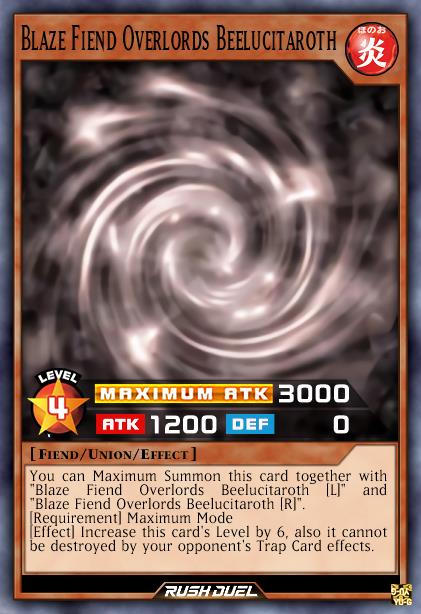 Blaze Fiend Overlords Beelucitaroth
ほのお
炎
LEVEL
4
MAXIMUM ATK 3000
ATK 1200 DEF 0
[Fiend/Union/Effect]
You can Maximum Summon this card together with
"Blaze Fiend Overlords Beelucitaroth [L]" and
"Blaze Fiend Overlords Beelucitaroth [R]".
[Requirement] Maximum Mode
[Effect] Increase this card's Level by 6, also it cannot
be destroyed by your opponent's Trap Card effects.
RUSH DUEL